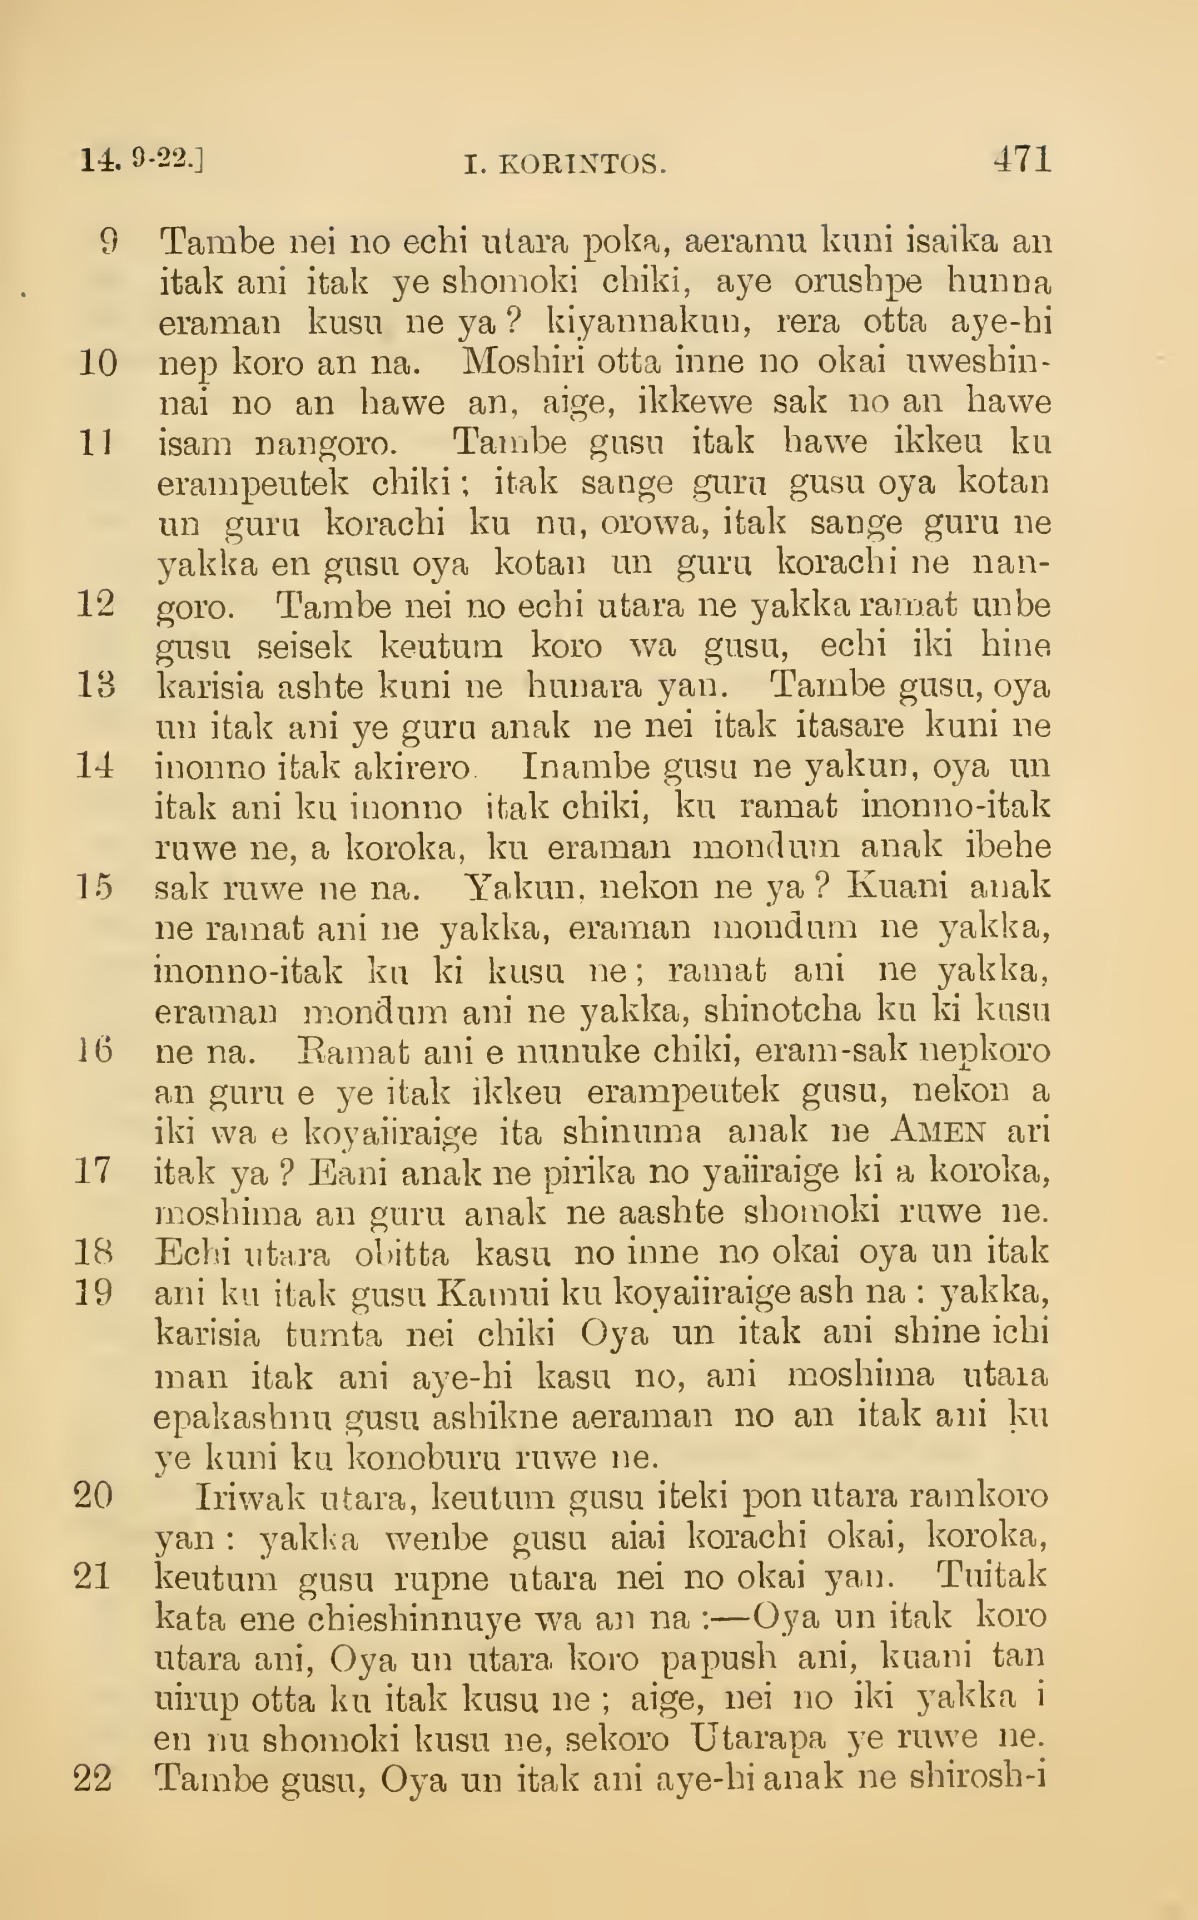 14. 9-22.] I. KORINTOS. 471
9 Tambe nei no echi utara poka, aeramu kuni isaika an
itak ani itak ye shomoki chiki, aye orushpe hunna
eraman kusu ne ya? kiyannakun, rera otta aye-hi
10 nep koro an na. Moshiri otta inne no okai uweshin-
nai no an hawe an, aige, ikkewe sak no an hawe
11 isam nangoro. Tambe gusu itak hawe ikkeu ku
erampeutek chiki; itak sange guru gusu oya kotan
un guru korachi ku nu, orowa, itak sange guru ne
yakka en gusu oya kotan un guru korachi ne nan-
12 goro. Tambe nei no echi utara ne yakka ramat unbe
gusu seisek keutum koro wa gusu, echi iki hine
13 karisia ashte kuni ne hunara yan. Tambe gusu, oya
un itak ani ye guru anak ne nei itak itasare kuni ne
14 inonno itak akirero. Inambe gusu ne yakun, oya un
itak ani ku inonno itak chiki, ku ramat inonno-itak
ruwe ne, a koroka, ku eraman mondum anak ibehe
15 sak ruwe ne na. Yakun, nekon ne ya? Kuani anak
ne ramat ani ne yakka, eraman mondum ne yakka,
inonno-itak ku ki kusu ne; ramat ani ne yakka,
eraman mondum ani ne yakka, shinotcha ku ki kusu
16 ne na. Ramat ani e nunuke chiki, eram-sak nepkoro
an guru e ye itak ikkeu erampeutek gusu, nekon a
iki wa e koyaiiraige ita shinuma anak ne AMEN ari
17 itak ya? Eani anak ne pirika no yaiiraige ki a koroka,
moshima an guru anak ne aashte shomoki ruwe ne.
18 Echi utara obitta kasu no inne no okai oya un itak
19 ani ku itak gusu Kamui ku koyaiiraige ash na: yakka,
karisia tumta nei chiki Oya un itak ani shine ichi
man itak ani aye-hi kasu no, ani moshima utara
epakashnu gusu ashikne aeraman no an itak ani ku
ye kuni ku konoburu ruwe ne.
20 Iriwak utara, keutum gusu iteki pon utara ramkoro
yan: yakka wenbe gusu aiai korachi okai, koroka,
21 keutum gusu rupne utara nei no okai yan. Tuitak
kata ene chieshinnuye wa an na:—Oya un itak koro
utara ani, Oya un utara koro papush ani, kuani tan
uirup otta ku itak kusu ne; aige, nei no iki yakka i
en nu shomoki kusu ne, sekoro Utarapa ye ruwe ne.
22 Tambe gusu, Oya un itak ani aye-hi anak ne shirosh-i